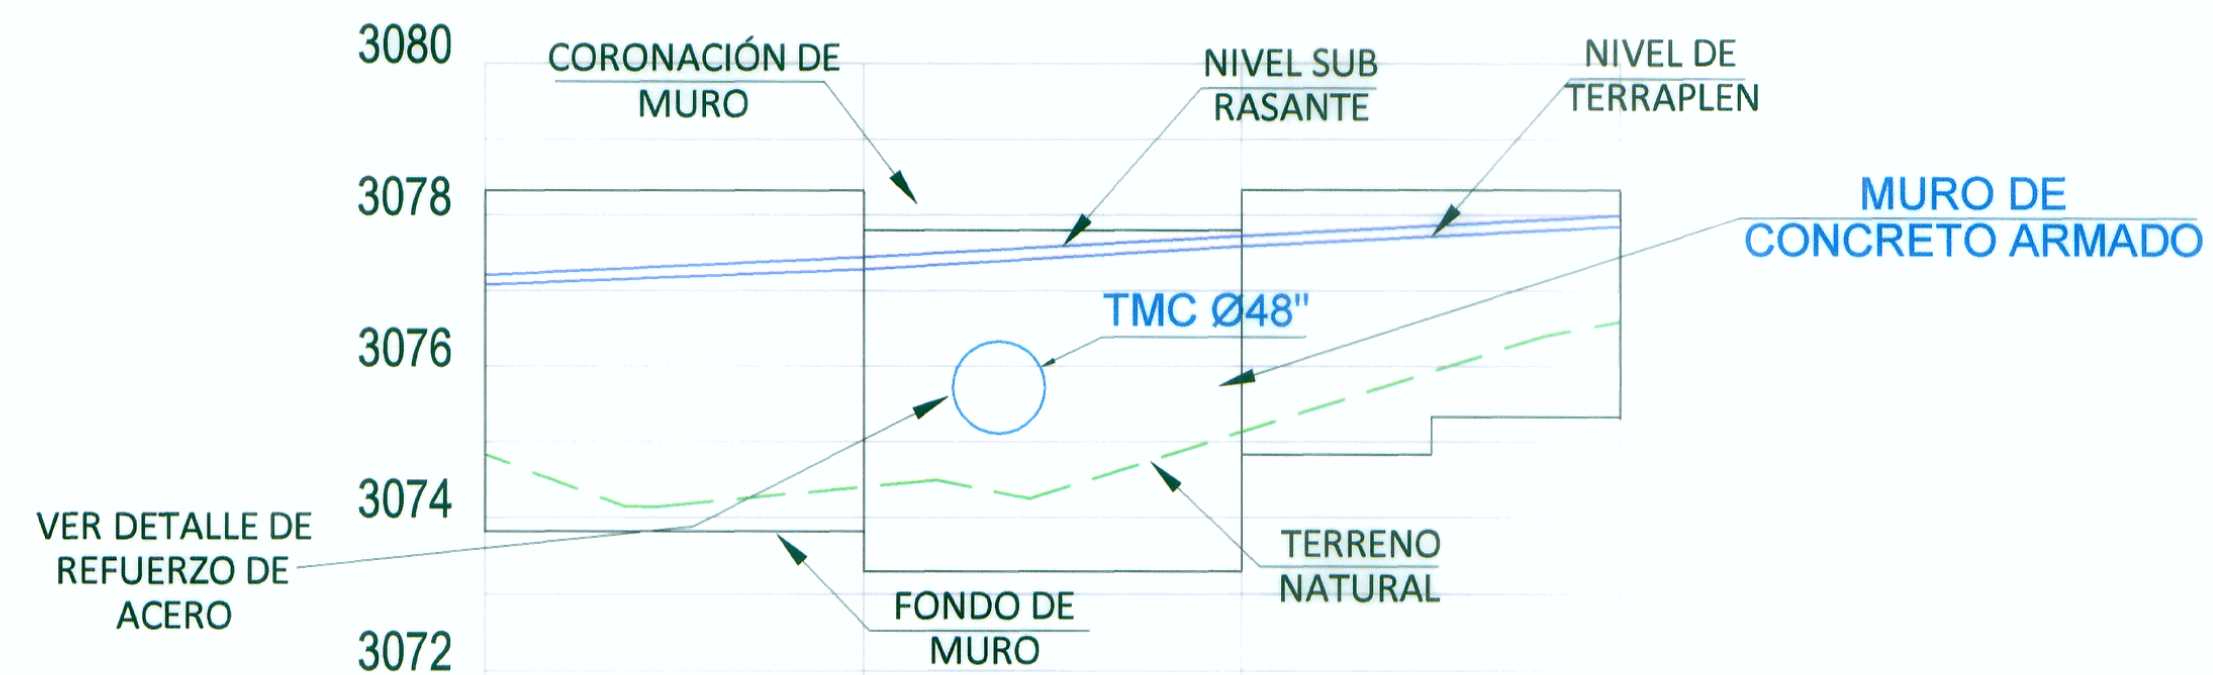 3080
CORONACIÓN DE
MURO
NIVEL SUB
RASANTE
NIVEL DE
TERRAPLEN
3078
MURO DE
CONCRETO ARMADO
TMC Ø48"
3076
3074
VER DETALLE DE
REFUERZO DE
ACERO
TERRENO
NATURAL
FONDO DE
MURO
3072